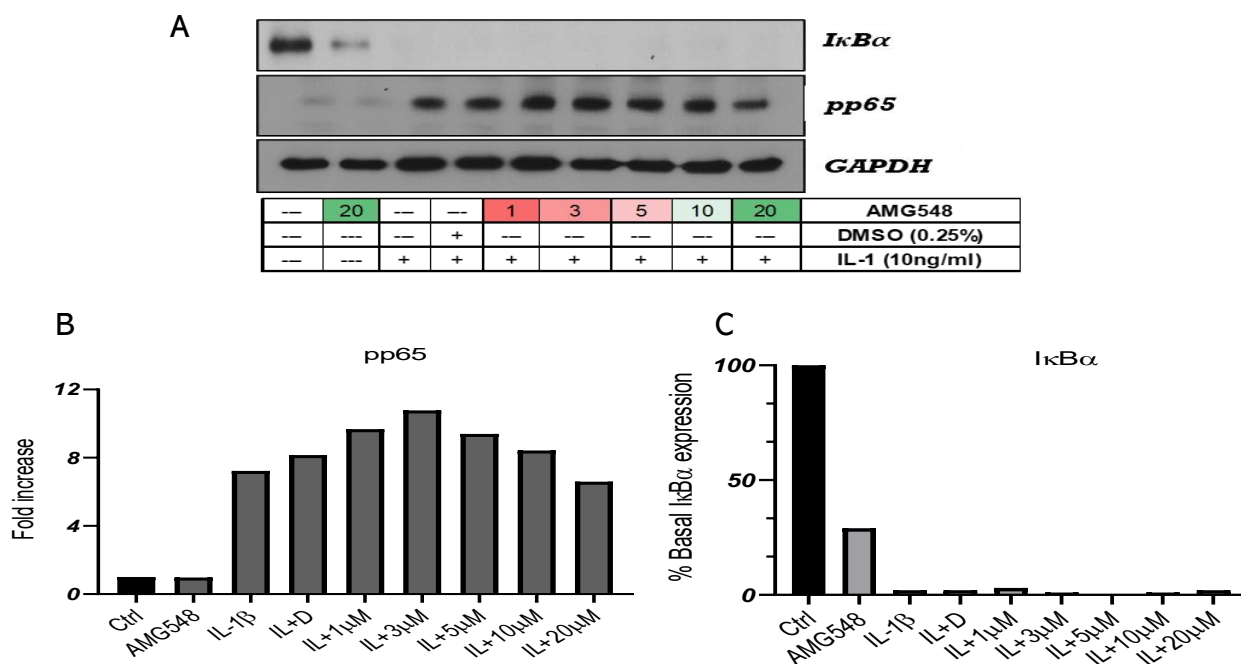 A
IκBα
pp65
GAPDH
--- 20 --- --- 1 3 5 10 20 AMG548
--- --- --- + --- --- --- --- --- DMSO (0.25%)
--- --- + + + + + + + IL-1 (10ng/ml)
B
pp65
Fold increase
12
8
4
0
Ctrl AMG548 IL-1β IL+D IL+1μM IL+3μM IL+5μM IL+10μM IL+20μM
C
IκBα
% Basal IκBα expression
100
50
0
Ctrl AMG548 IL-1β IL+D IL+1μM IL+3μM IL+5μM IL+10μM IL+20μM